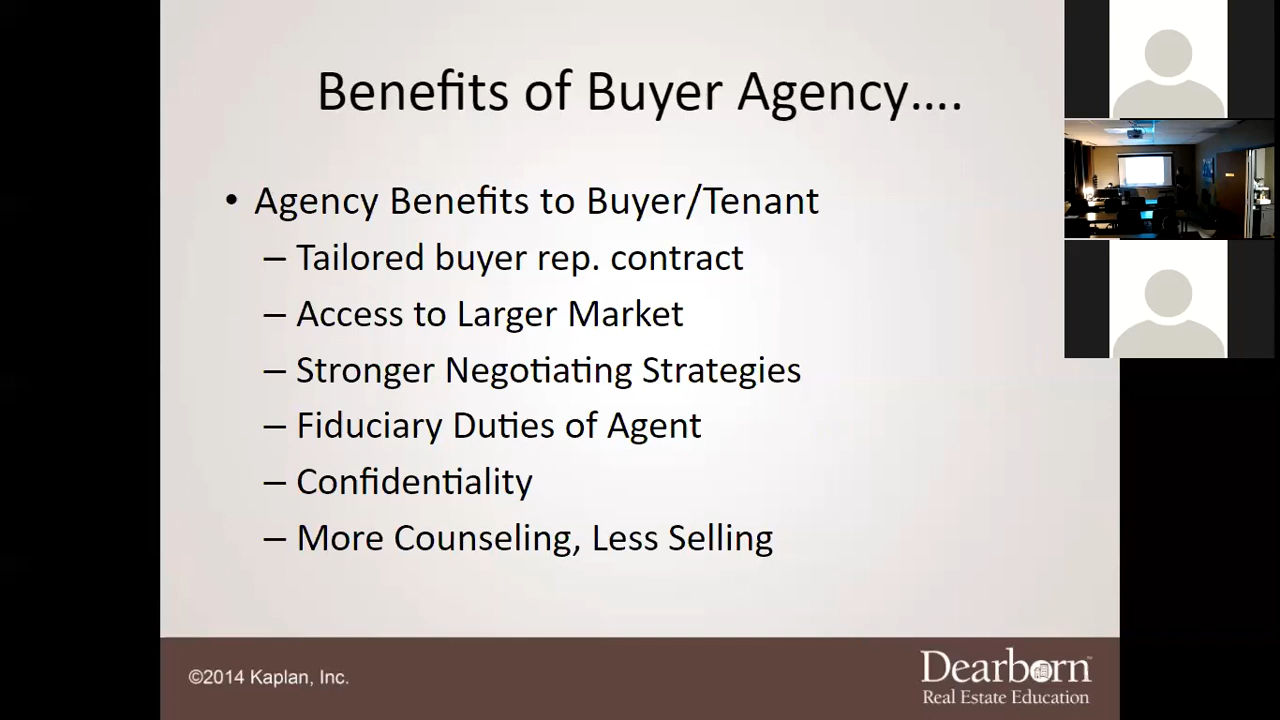 Benefits of Buyer Agency....
• Agency Benefits to Buyer/Tenant
– Tailored buyer rep. contract
– Access to Larger Market
– Stronger Negotiating Strategies
– Fiduciary Duties of Agent
– Confidentiality
– More Counseling, Less Selling
©2014 Kaplan, Inc.
Dearborn™
Real Estate Education